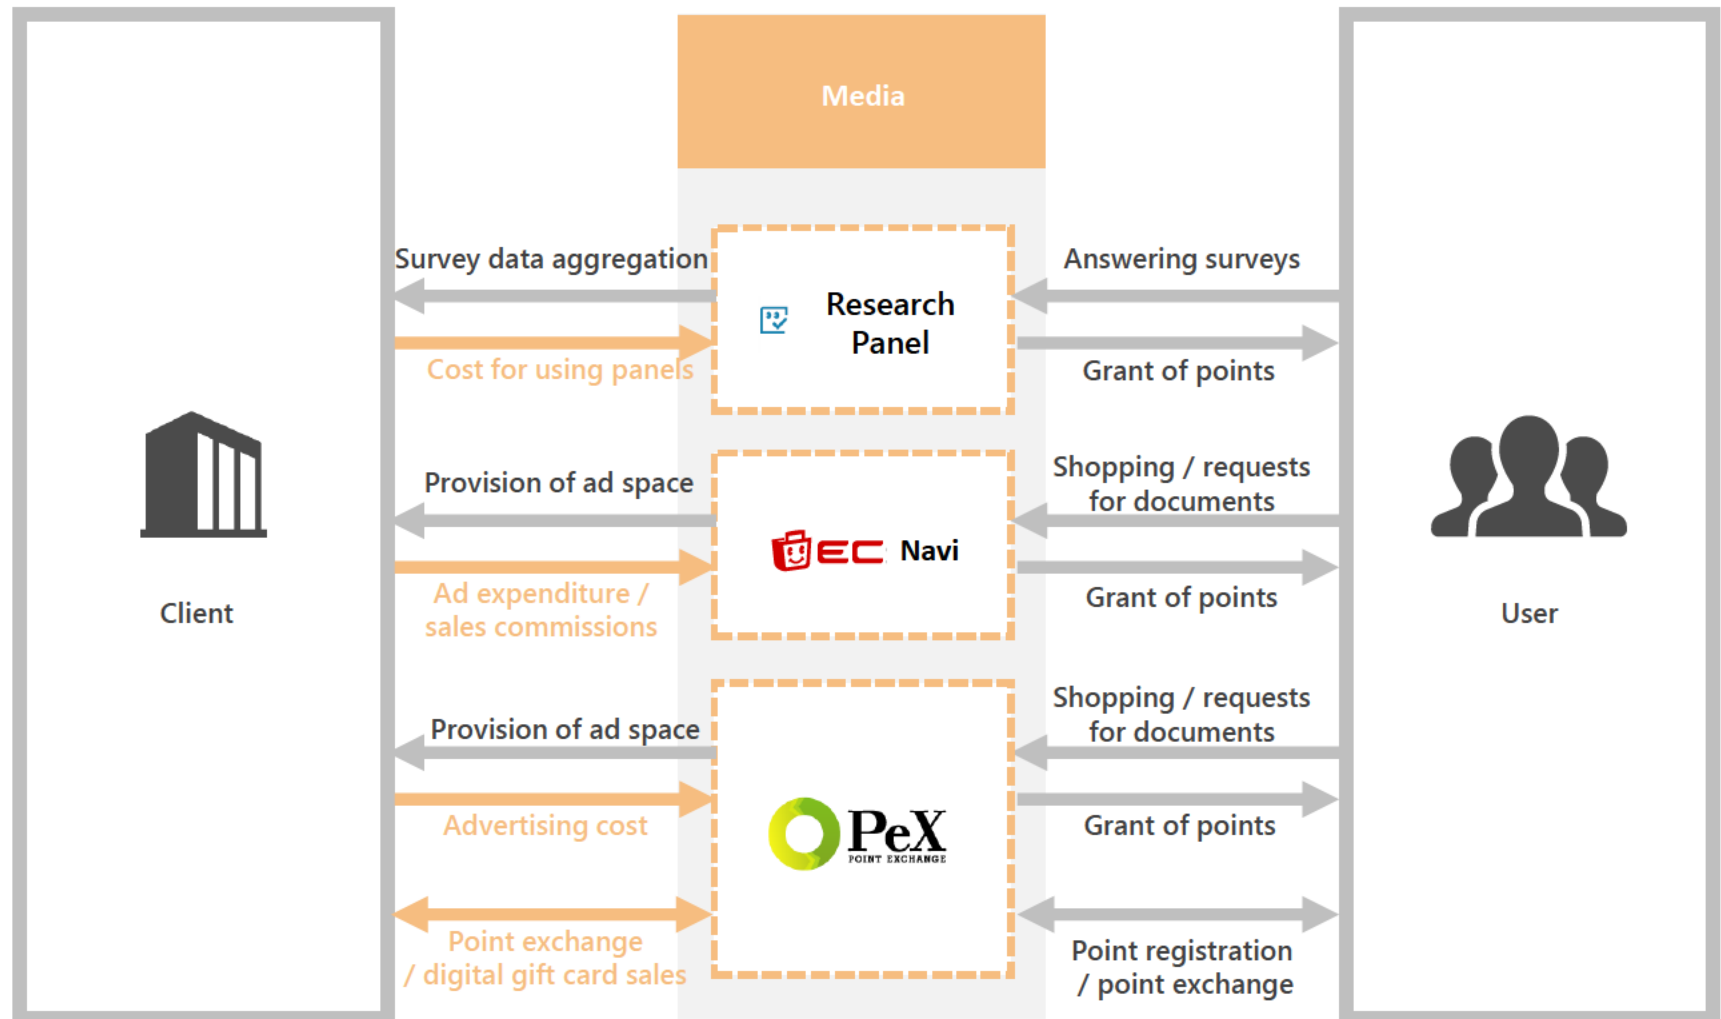 Media
Survey data aggregation
Answering surveys
Research
Panel
Cost for using panels
Grant of points
Provision of ad space
Shopping / requests
for documents
EC Navi
Ad expenditure /
sales commissions
Grant of points
Client
User
Provision of ad space
Shopping / requests
for documents
Advertising cost
Grant of points
PeX
POINT EXCHANGE
Point exchange
/ digital gift card sales
Point registration
/ point exchange